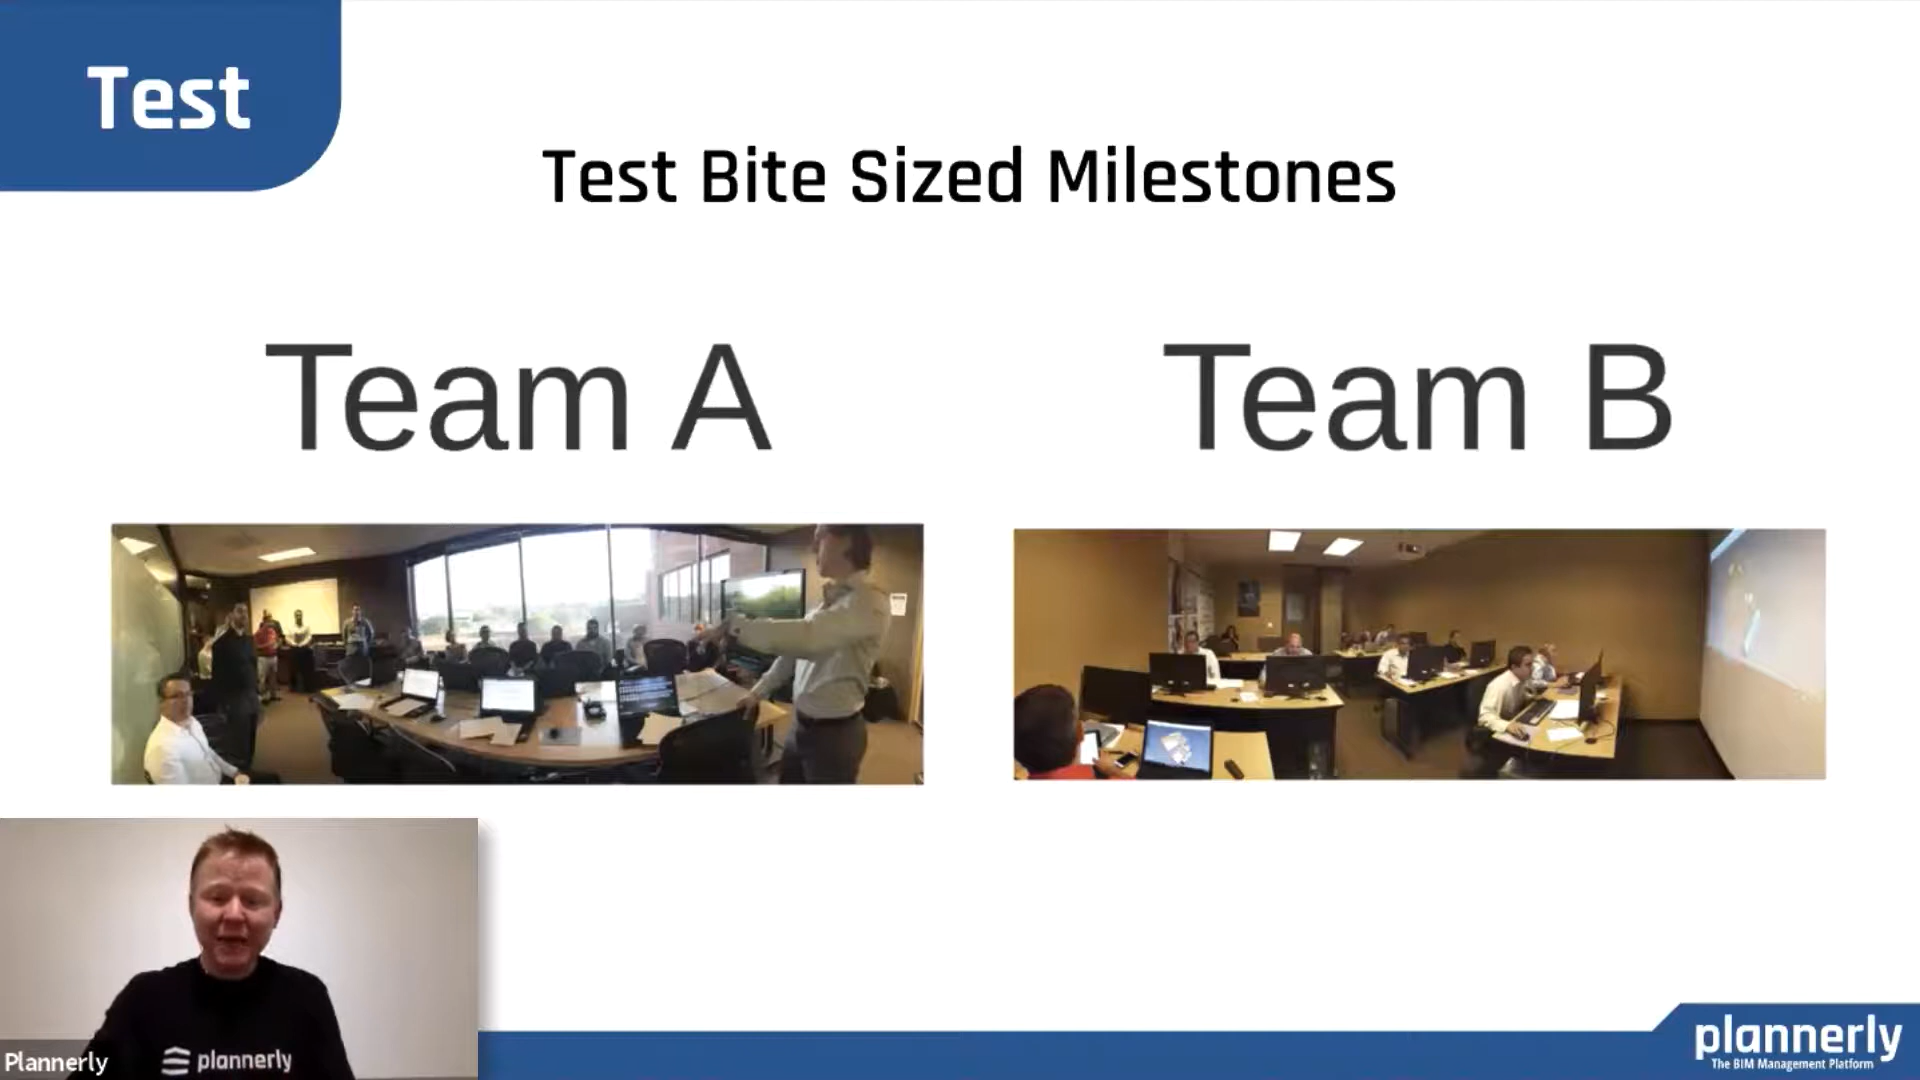 Test
Test Bite Sized Milestones
Team A
Team B
plannerly
Plannerly
plannerly
The BIM Management Platform